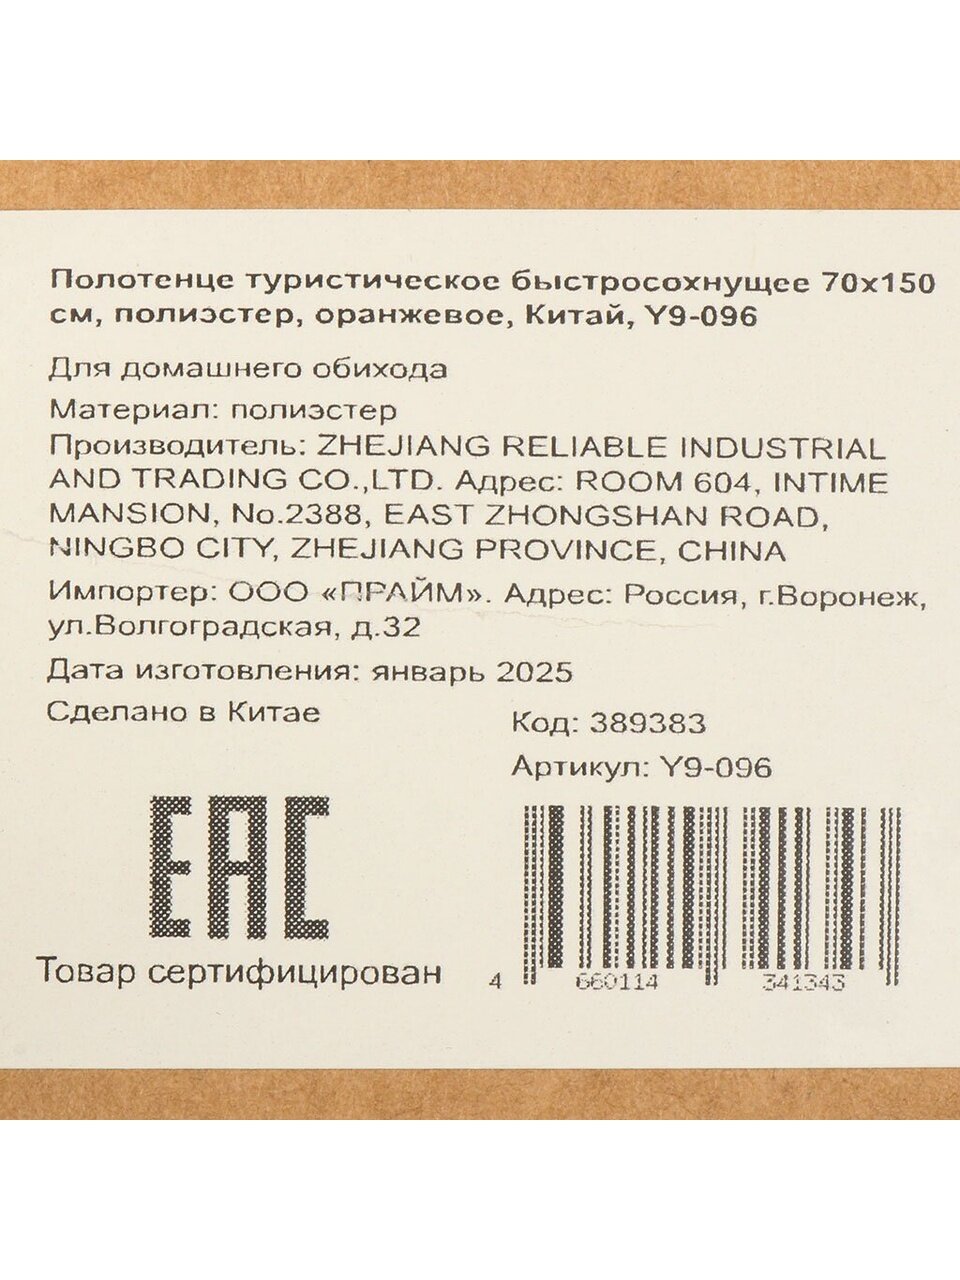 Полотенце туристическое быстросохнущее 70х150
см, полиэстер, оранжевое, Китай, Y9-096
Для домашнего обихода
Материал: полиэстер
Производитель: ZHEJIANG RELIABLE INDUSTRIAL
AND TRADING CO.,LTD. Адрес: ROOM 604, INTIME
MANSION, No.2388, EAST ZHONGSHAN ROAD,
NINGBO CITY, ZHEJIANG PROVINCE, CHINA
Импортер: ООО «ПРАЙМ». Адрес: Россия, г.Воронеж,
ул.Волгоградская, д.32
Дата изготовления: январь 2025
Сделано в Китае
Код: 389383
Артикул: Y9-096
EAC
Товар сертифицирован
4 660114 341343